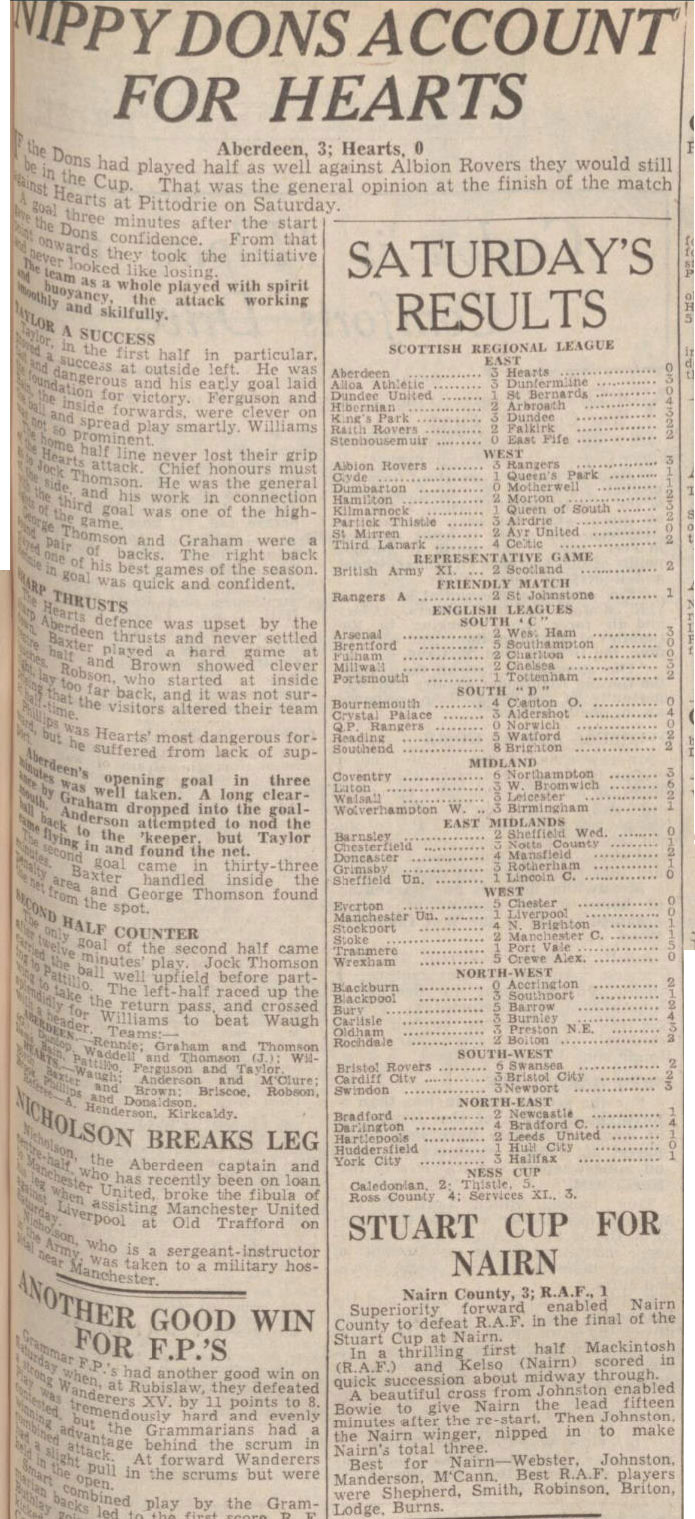 NIPPY DONS ACCOUNT
FOR HEARTS
Aberdeen, 3; Hearts, 0
IF the Dons had played half as well against Albion Rovers they would still
be in the Cup. That was the general opinion at the finish of the match
against Hearts at Pittodrie on Saturday.
A goal three minutes after the start
gave the Dons confidence. From that
point onwards they took the initiative
and never looked like losing.
The team as a whole played with spirit
and buoyancy, the attack working
smoothly and skilfully.
TAYLOR A SUCCESS
Taylor, in the first half in particular,
proved a success at outside left. He was
fast and dangerous and his early goal laid
the foundation for victory. Ferguson and
the inside forwards, were clever on
the ball and spread play smartly. Williams
was not so prominent.
The home half line never lost their grip
of the Hearts attack. Chief honours must
go to Jock Thomson. He was the general
of the side, and his work in connection
with the third goal was one of the high-
lights of the game.
George Thomson and Graham were a
sound pair of backs. The right back
played one of his best games of the season.
Rennie in goal was quick and confident.
SHARP THRUSTS
The Hearts defence was upset by the
sharp Aberdeen thrusts and never settled
down. Baxter played a hard game at
centre half and Brown showed clever
touches. Robson, who started at inside
right, lay too far back, and it was not sur-
prising that the visitors altered their team
at half-time.
Phillips was Hearts' most dangerous for-
ward, but he suffered from lack of sup-
port.
Aberdeen's opening goal in three
minutes was well taken. A long clear-
ance by Graham dropped into the goal-
mouth. Anderson attempted to nod the
ball back to the 'keeper, but Taylor
came flying in and found the net.
The second goal came in thirty-three
minutes. Baxter handled inside the
penalty area and George Thomson found
the net from the spot.
SECOND HALF COUNTER
The only goal of the second half came
after twelve minutes' play. Jock Thomson
carried the ball well upfield before part-
ing to Pattillo. The left-half raced up the
to take the return pass, and crossed
splendidly for Williams to beat Waugh
with header. Teams:—
ABERDEEN.—Rennie; Graham and Thomson
Dunlop, Waddell and Thomson (J.); Wil-
liams, Pattillo, Ferguson and Taylor.
HEARTS.—Waugh; Anderson and M'Clure;
Baxter and Brown; Briscoe, Robson,
Phillips and Donaldson.
Referee—A. Henderson, Kirkcaldy.
NICHOLSON BREAKS LEG
Nicholson, the Aberdeen captain and
centre-half, who has recently been on loan
to Manchester United, broke the fibula of
leg when assisting Manchester United
against Liverpool at Old Trafford on
Saturday.
Nicholson, who is a sergeant-instructor
in the Army, was taken to a military hos-
pital near Manchester.
ANOTHER GOOD WIN
FOR F.P.'S
Grammar F.P.'s had another good win on
Saturday when, at Rubislaw, they defeated
a strong Wanderers XV. by 11 points to 8.
Play was tremendously hard and evenly
contested, but the Grammarians had a
advantage behind the scrum in
combined attack. At forward Wanderers
had a slight pull in the scrums but were
held in the open.
Smart combined play by the Gram-
marian backs led to the first score. R. F.
SATURDAY'S
RESULTS
SCOTTISH REGIONAL LEAGUE
EAST
Aberdeen ............ 3 Hearts ............ 0
Alloa Athletic ........ 3 Dunfermline ........ 3
Dundee United ........ 1 St Bernards ........ 0
Hibernian ............ 2 Arbroath ............ 4
King's Park .......... 3 Dundee .............. 3
Raith Rovers ........ 2 Falkirk ............ 2
Stenhousemuir ........ 0 East Fife .......... 2
WEST
Albion Rovers ........ 3 Rangers ............ 3
Clyde ................ 1 Queen's Park ........ 1
Dumbarton ............ 0 Motherwell .......... 1
Hamilton ............ 2 Morton .............. 2
Kilmarnock .......... 1 Queen of South ...... 3
Partick Thistle ...... 3 Airdrie ............ 2
St Mirren ............ 2 Ayr United .......... 2
Third Lanark ........ 4 Celtic .............. 2
REPRESENTATIVE GAME
British Army XI. ... 2 Scotland ............ 2
FRIENDLY MATCH
Rangers A ............ 2 St Johnstone ........ 1
ENGLISH LEAGUES
SOUTH "C"
Arsenal .............. 2 West Ham ............ 3
Brentford ............ 5 Southampton ........ 0
Fulham .............. 2 Charlton ............ 0
Millwall ............ 2 Chelsea ............ 3
Portsmouth .......... 1 Tottenham .......... 2
SOUTH "D"
Bournemouth .......... 4 Clapton O. .......... 0
Crystal Palace ...... 3 Aldershot .......... 4
Q.P. Rangers ........ 0 Norwich ............ 0
Reading .............. 5 Watford ............ 2
Southend ............ 8 Brighton ............ 2
MIDLAND
Coventry ............ 6 Northampton ........ 3
Luton ................ 3 W. Bromwich ........ 6
Walsall .............. 3 Leicester .......... 2
Wolverhampton W. .. 3 Birmingham .......... 1
EAST MIDLANDS
Barnsley ............ 2 Sheffield Wed. ...... 0
Chesterfield ........ 3 Notts County ........ 1
Doncaster ............ 4 Mansfield .......... 2
Grimsby .............. 3 Rotherham .......... 1
Sheffield Un. ........ 1 Lincoln C. .......... 0
WEST
Everton .............. 5 Chester ............ 0
Manchester Un. ...... 1 Liverpool .......... 0
Stockport ............ 4 N. Brighton ........ 1
Stoke ................ 2 Manchester C. ...... 1
Tranmere ............ 1 Port Vale .......... 5
Wrexham .............. 5 Crewe Alex. ........ 0
NORTH-WEST
Blackburn ............ 0 Accrington .......... 2
Blackpool ............ 3 Southport .......... 1
Bury ................ 5 Barrow .............. 2
Carlisle ............ 3 Burnley ............ 4
Oldham .............. 3 Preston N.E. ........ 3
Rochdale ............ 2 Bolton .............. 2
SOUTH-WEST
Bristol Rovers ...... 6 Swansea ............ 2
Cardiff City ........ 3 Bristol City ........ 2
Swindon .............. 3 Newport ............ 3
NORTH-EAST
Bradford ............ 2 Newcastle .......... 1
Darlington .......... 4 Bradford C. ........ 4
Hartlepools .......... 2 Leeds United ........ 1
Huddersfield ........ 1 Hull City .......... 0
York City ............ 3 Halifax ............ 1
NESS CUP
Caledonian, 2; Thistle, 5.
Ross County 4; Services XI., 3.
STUART CUP FOR
NAIRN
Nairn County, 3; R.A.F., 1
Superiority forward enabled Nairn
County to defeat R.A.F. in the final of the
Stuart Cup at Nairn.
In a thrilling first half Mackintosh
(R.A.F.) and Kelso (Nairn) scored in
quick succession about midway through.
A beautiful cross from Johnston enabled
Bowie to give Nairn the lead fifteen
minutes after the re-start. Then Johnston,
the Nairn winger, nipped in to make
Nairn's total three.
Best for Nairn—Webster, Johnston,
Manderson, M'Cann. Best R.A.F. players
were Shepherd, Smith, Robinson, Briton,
Lodge, Burns.